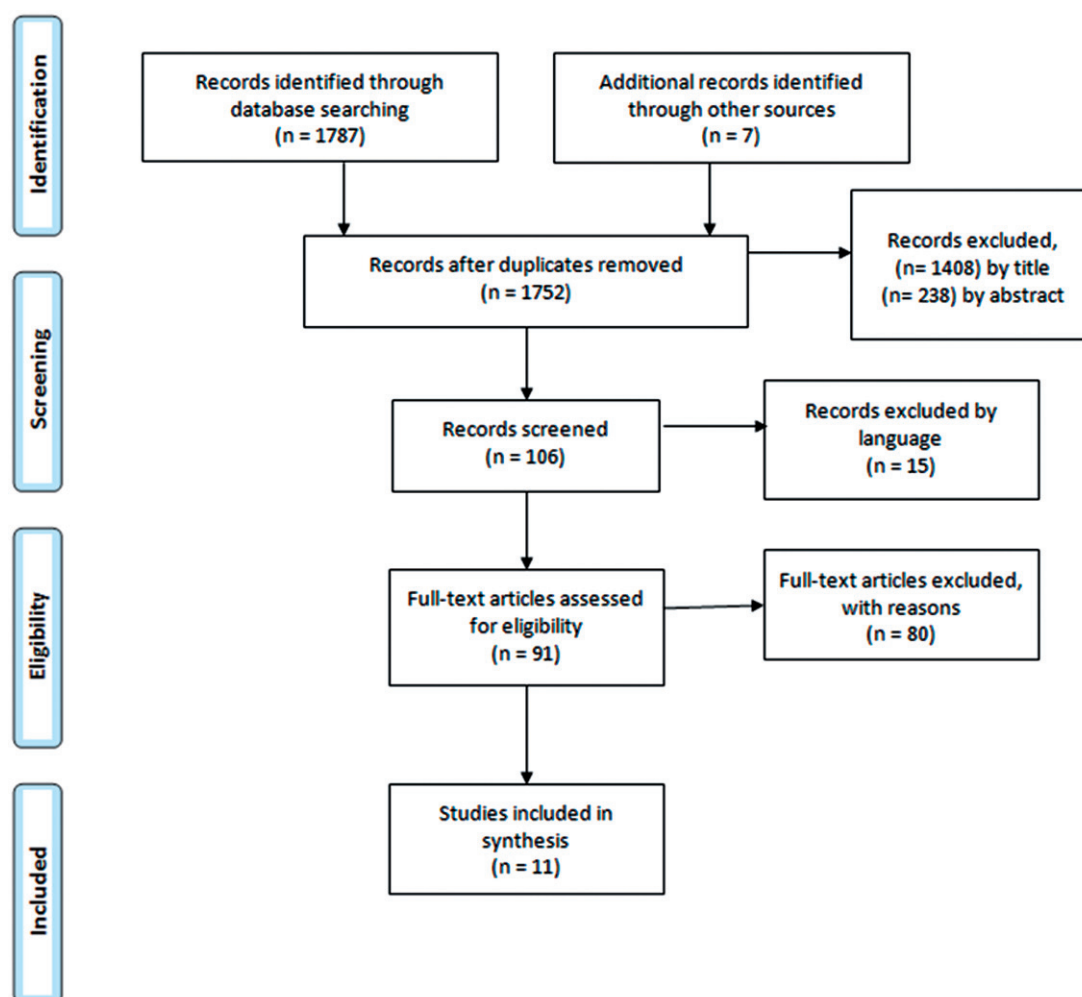 Identification
Records identified through
database searching
(n = 1787)
Additional records identified
through other sources
(n = 7)
Records after duplicates removed
(n = 1752)
Records excluded,
(n= 1408) by title
(n= 238) by abstract
Screening
Records screened
(n = 106)
Records excluded by
language
(n = 15)
Eligibility
Full-text articles assessed
for eligibility
(n = 91)
Full-text articles excluded,
with reasons
(n = 80)
Included
Studies included in
synthesis
(n = 11)